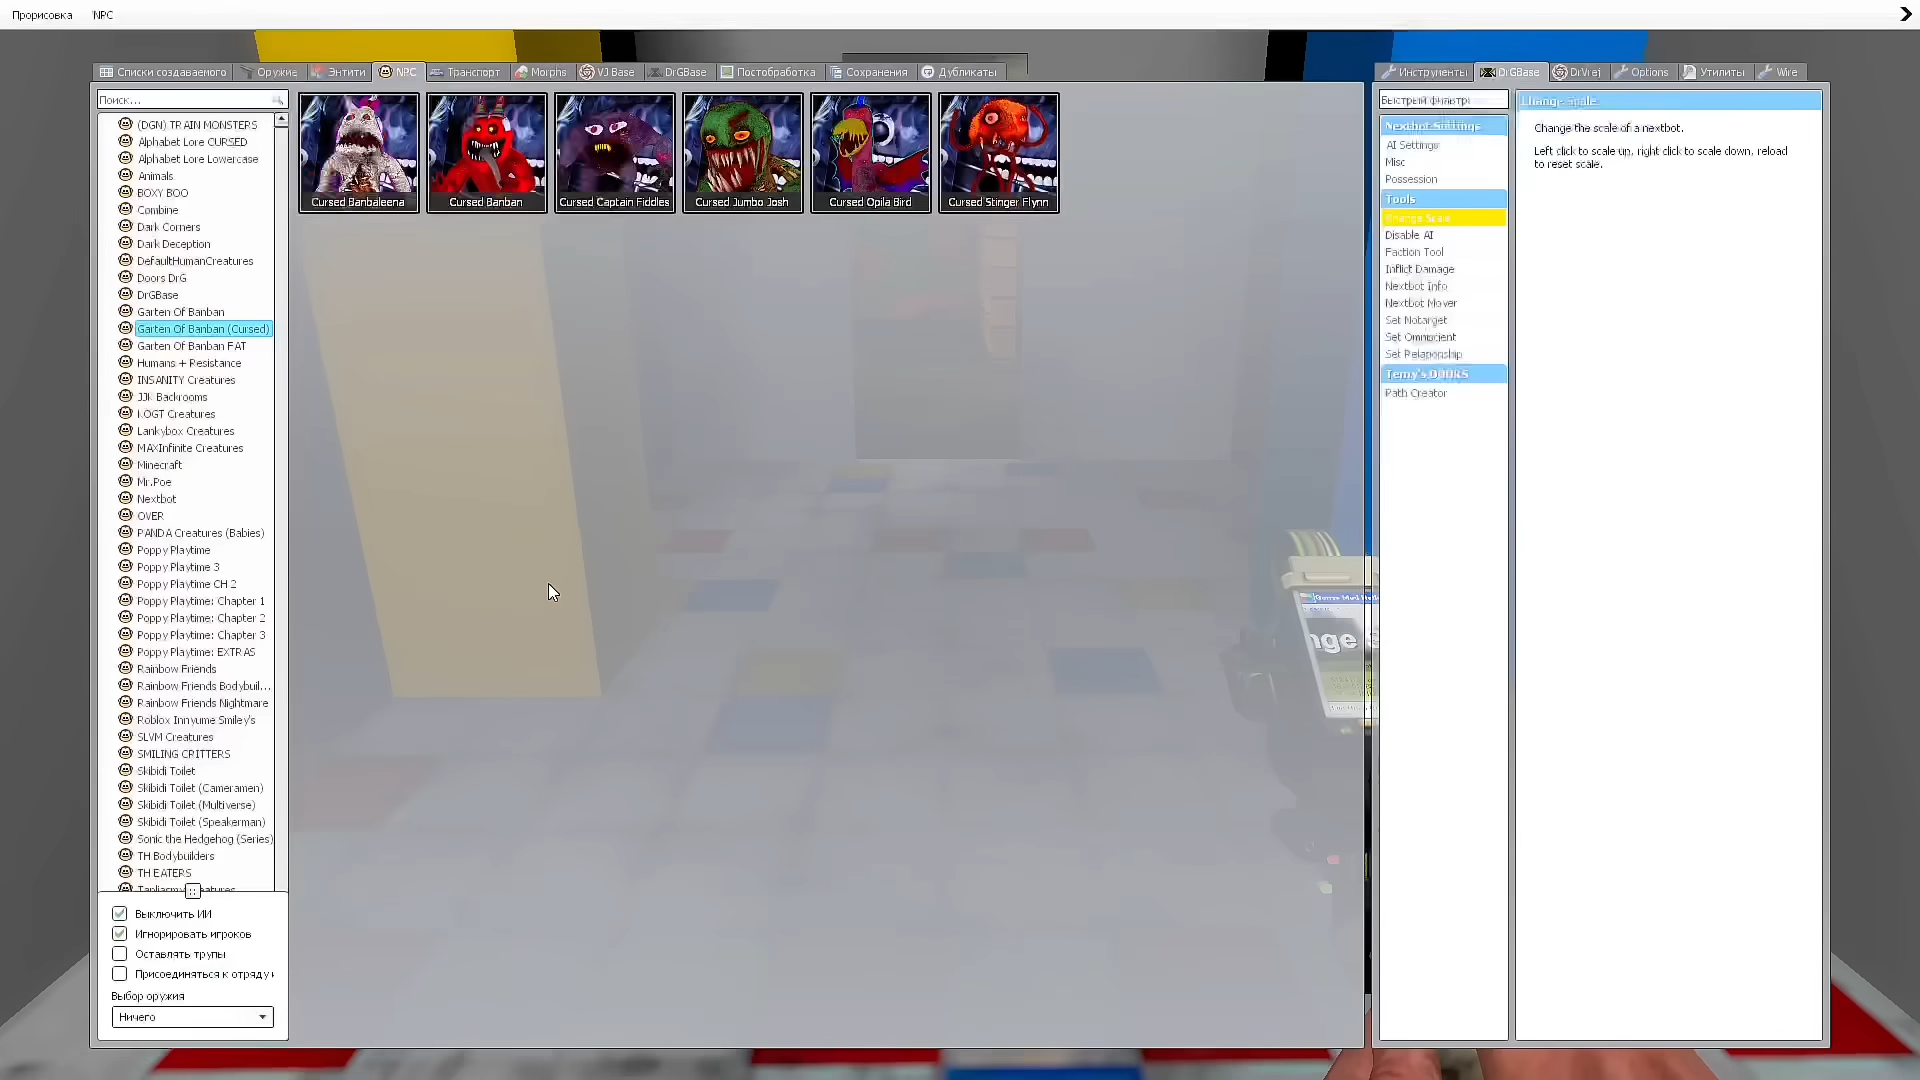 Прорисовка NPC
Списки создаваемого Оружие Энтити NPC Транспорт Morphs VJ Base DrGBase Постобработка Сохранения Дубликаты
Инструменты DrGBase DrVrej Options Утилиты Wire
Поиск...
(DGN) TRAIN MONSTERS
Alphabet Lore CURSED
Alphabet Lore Lowercase
Animals
BOXY BOO
Combine
Dark Corners
Dark Deception
DefaultHumanCreatures
Doors DrG
DrGBase
Garten Of Banban
Garten Of Banban (Cursed)
Garten Of Banban FAT
Humans + Resistance
INSANITY Creatures
JJK Backrooms
KOGT Creatures
Lankybox Creatures
MAXInfinite Creatures
Minecraft
Mr.Poe
Nextbot
OVER
PANDA Creatures (Babies)
Poppy Playtime
Poppy Playtime 3
Poppy Playtime CH 2
Poppy Playtime: Chapter 1
Poppy Playtime: Chapter 2
Poppy Playtime: Chapter 3
Poppy Playtime: EXTRAS
Rainbow Friends
Rainbow Friends Bodybuil...
Rainbow Friends Nightmare
Roblox Innyume Smiley's
SLVM Creatures
SMILING CRITTERS
Skibidi Toilet
Skibidi Toilet (Cameramen)
Skibidi Toilet (Multiverse)
Skibidi Toilet (Speakerman)
Sonic the Hedgehog (Series)
TH Bodybuilders
TH EATERS
Выключить ИИ
Игнорировать игроков
Оставлять трупы
Присоединяться к отряду
Выбор оружия
Ничего
Cursed Banbaleena
Cursed Banban
Cursed Captain Fiddles
Cursed Jumbo Josh
Cursed Opila Bird
Cursed Stinger Flynn
Быстрый фильтр
Nextbot Settings
AI Settings
Misc
Possession
Tools
Change Scale
Disable AI
Faction Tool
Inflict Damage
Nextbot Info
Nextbot Mover
Set Notarget
Set Omniscient
Set Relationship
Terny's DOORS
Path Creator
Change Scale
Change the scale of a nextbot.
Left click to scale up, right click to scale down, reload
to reset scale.